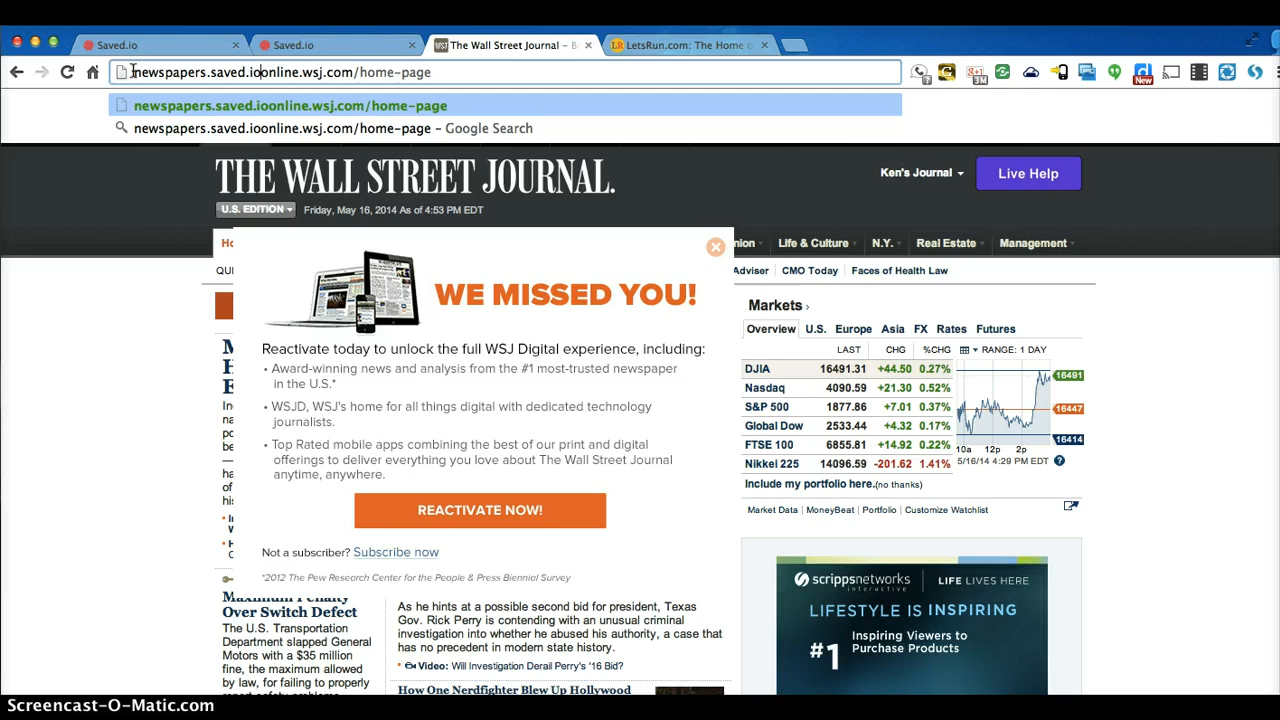 Saved.io
Saved.io
WSJ The Wall Street Journal – B
LR LetsRun.com: The Home o
newspapers.saved.ioonline.wsj.com/home-page
newspapers.saved.ioonline.wsj.com/home-page
newspapers.saved.ioonline.wsj.com/home-page – Google Search
New
THE WALL STREET JOURNAL.
Ken's Journal
Live Help
U.S. EDITION
Friday, May 16, 2014 As of 4:53 PM EDT
Ho
nion
Life & Culture
N.Y.
Real Estate
Management
QU
Adviser
CMO Today
Faces of Health Law
WE MISSED YOU!
Reactivate today to unlock the full WSJ Digital experience, including:
• Award-winning news and analysis from the #1 most-trusted newspaper
in the U.S.*
• WSJD, WSJ's home for all things digital with dedicated technology
journalists.
• Top Rated mobile apps combining the best of our print and digital
offerings to deliver everything you love about The Wall Street Journal
anytime, anywhere.
REACTIVATE NOW!
Not a subscriber? Subscribe now
*2012 The Pew Research Center for the People & Press Biennial Survey
Markets ›
Overview U.S. Europe Asia FX Rates Futures
LAST CHG %CHG RANGE: 1 DAY
DJIA 16491.31 +44.50 0.27%
Nasdaq 4090.59 +21.30 0.52%
S&P 500 1877.86 +7.01 0.37%
Global Dow 2533.44 +4.32 0.17%
FTSE 100 6855.81 +14.92 0.22%
Nikkei 225 14096.59 -201.62 1.41%
16491
16447
16414
10a 12p 2p
5/16/14 4:29 PM EDT
Include my portfolio here.(no thanks)
Market Data | MoneyBeat | Portfolio | Customize Watchlist
Maximum Penalty
Over Switch Defect
The U.S. Transportation
Department slapped General
Motors with a $35 million
fine, the maximum allowed
by law, for failing to properly
As he hints at a possible second bid for president, Texas
Gov. Rick Perry is contending with an unusual criminal
investigation into whether he abused his authority, a case that
has no precedent in modern state history.
Video: Will Investigation Derail Perry's '16 Bid?
How One Nerdfighter Blew Up Hollywood
scrippsnetworks
interactive
LIFE LIVES HERE
LIFESTYLE IS INSPIRING
#1
Inspiring Viewers to
Purchase Products
Screencast-O-Matic.com